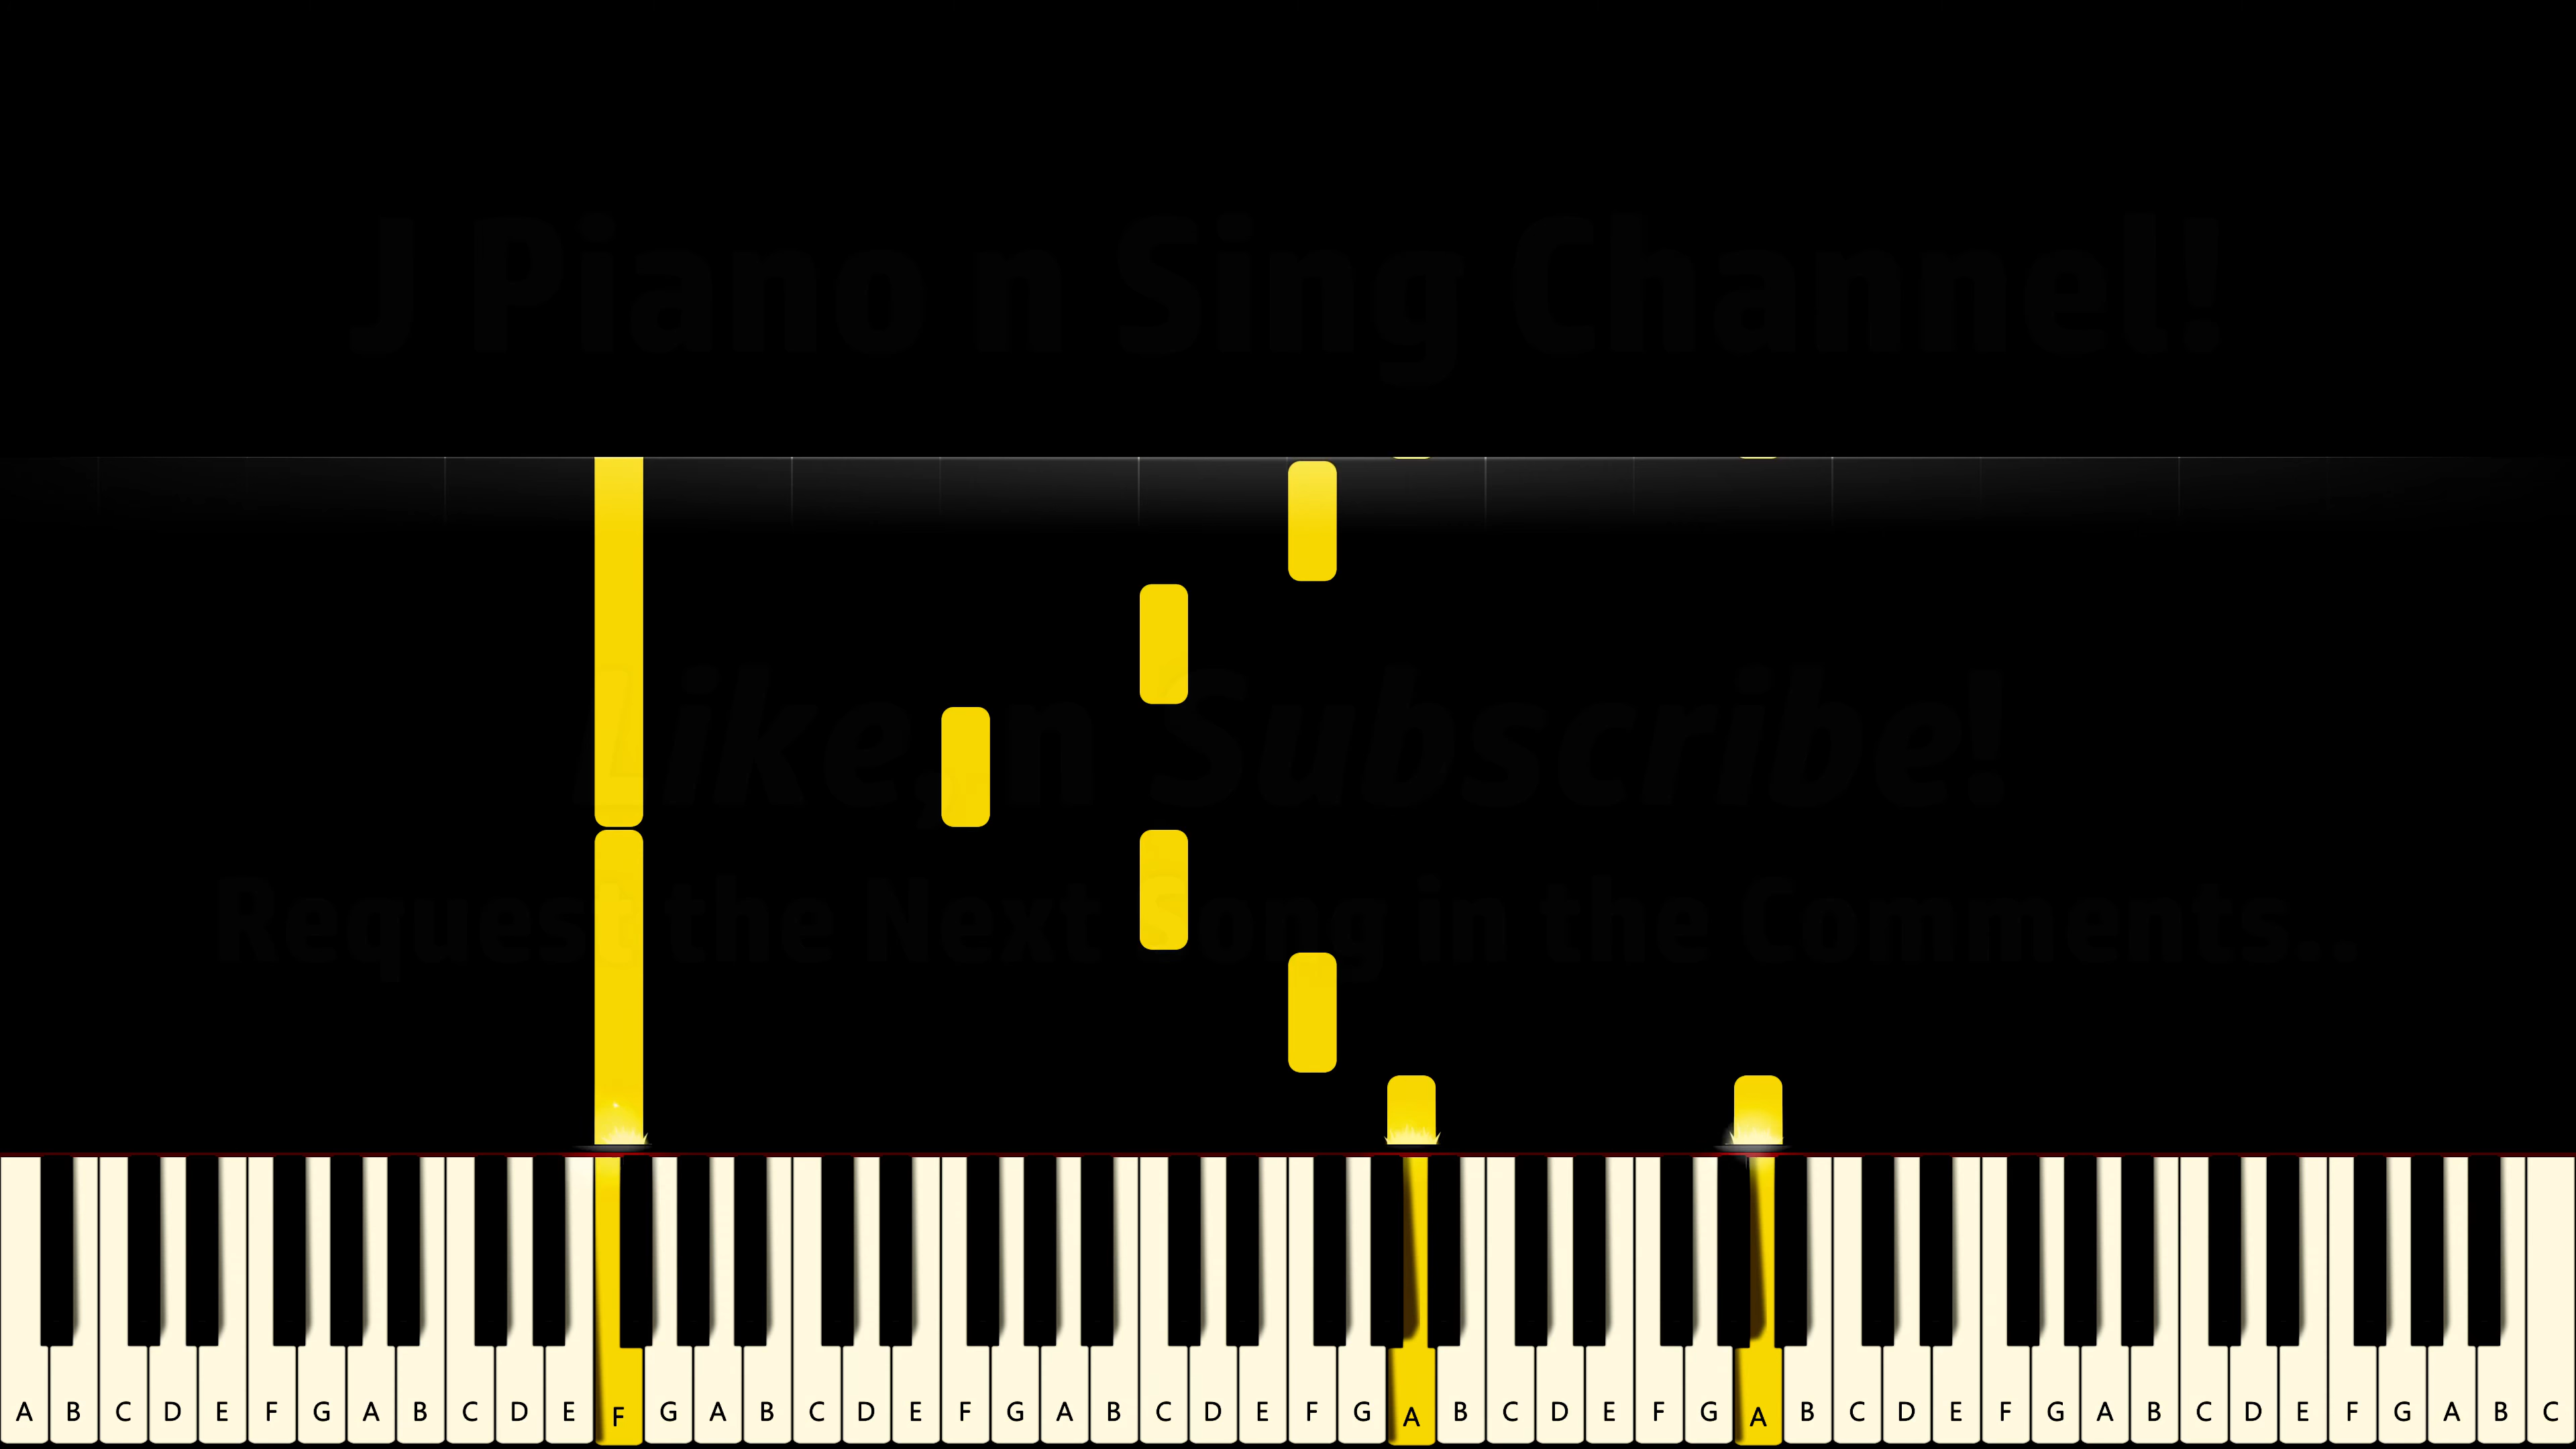 J Piano n Sing Channel!
Like, n Subscribe!
Request the Next Song in the Comments..
A B C D E F G A B C D E F G A B C D E F G A B C D E F G A B C D E F G A B C D E F G A B C D E F G A B C